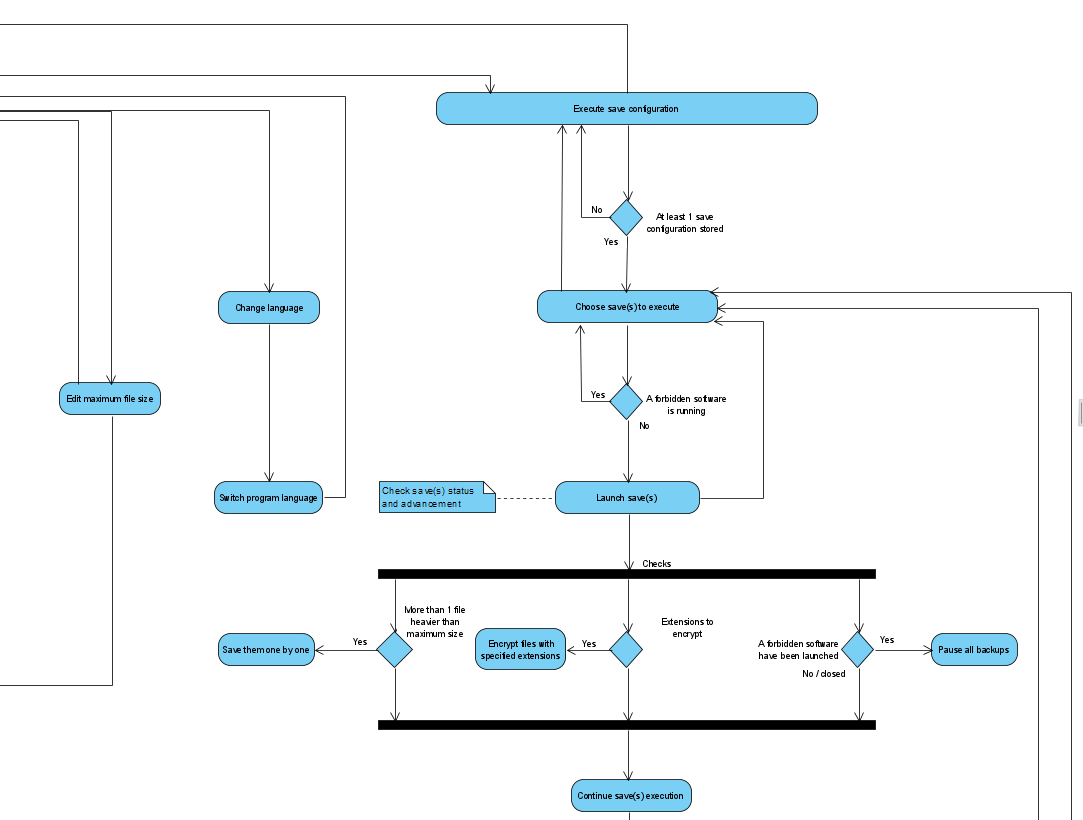 Execute save configuration
No
At least 1 save
configuration stored
Yes
Change language
Choose save(s) to execute
Edit maximum file size
Yes
A forbidden software
is running
No
Switch program language
Check save(s) status
and advancement
Launch save(s)
Checks
More than 1 file
heavier than
maximum size
Extensions to
encrypt
Yes
Save them one by one
Encrypt files with
specified extensions
Yes
A forbidden software
have been launched
Yes
Pause all backups
No / closed
Continue save(s) execution